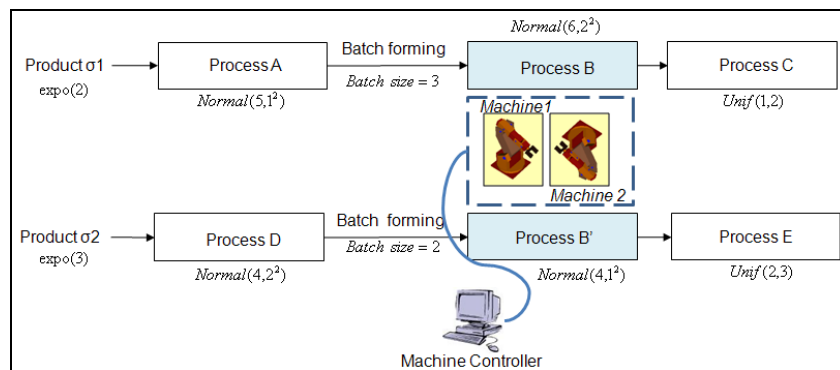 Normal(6,2²)
Batch forming
Product σ1
Process A
Process B
Process C
expo(2)
Batch size = 3
Normal(5,1²)
Unif(1,2)
Machine1
Machine 2
Product σ2
Batch forming
Process D
Process B'
Process E
expo(3)
Batch size = 2
Normal(4,2²)
Normal(4,1²)
Unif(2,3)
Machine Controller